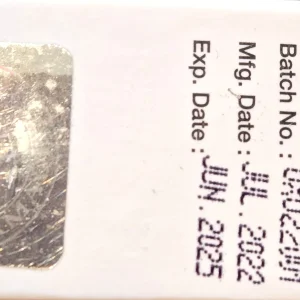 Batch No. :
Mfg. Date : JUL. 2022
Exp. Date : JUN. 2025